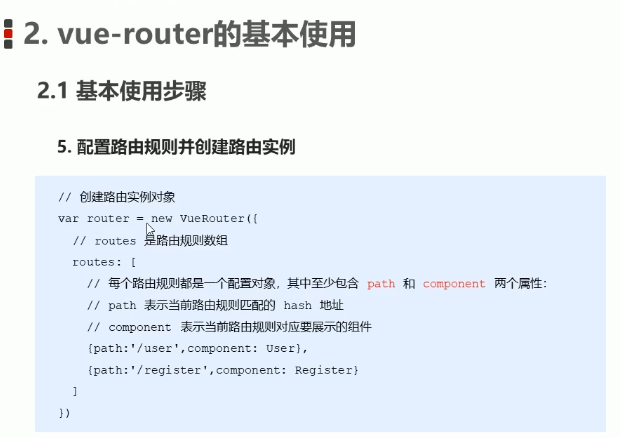 2. vue-router的基本使用
2.1 基本使用步骤
5. 配置路由规则并创建路由实例
// 创建路由实例对象
var router = new VueRouter({
// routes 是路由规则数组
routes: [
// 每个路由规则都是一个配置对象，其中至少包含 path 和 component 两个属性：
// path 表示当前路由规则匹配的 hash 地址
// component 表示当前路由规则对应要展示的组件
{path:'/user',component: User},
{path:'/register',component: Register}
]
})